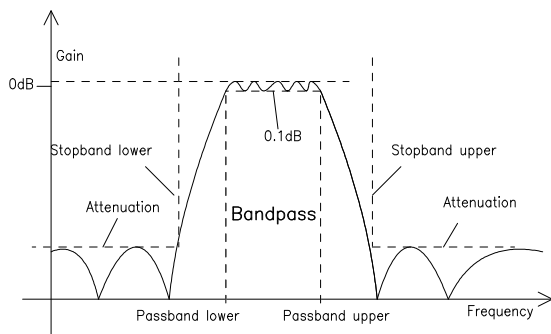 Gain
0dB
0.1dB
Stopband lower
Stopband upper
Attenuation
Attenuation
Bandpass
Passband lower
Passband upper
Frequency